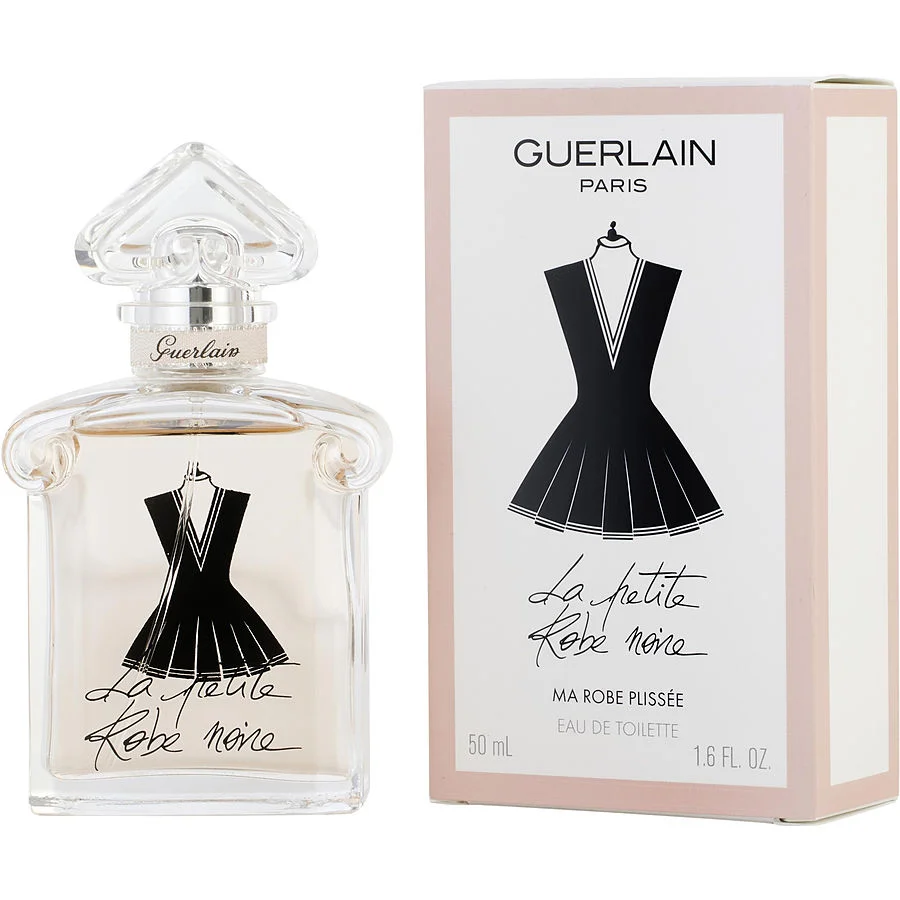 Guerlain
La petite
Robe noire
GUERLAIN
PARIS
La petite
Robe noire
MA ROBE PLISSÉE
EAU DE TOILETTE
50 mL
1.6 FL. OZ.